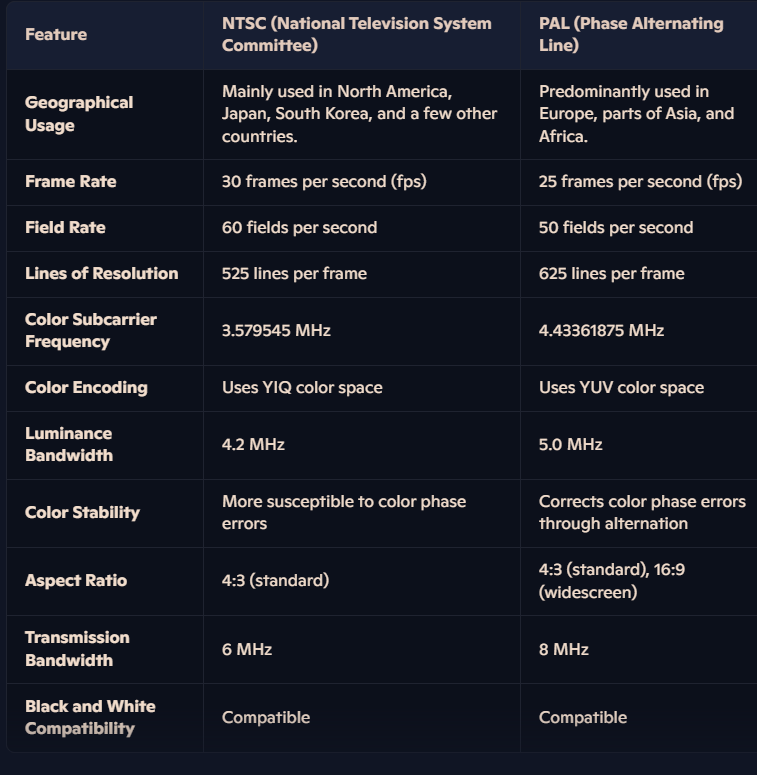 Feature
NTSC (National Television System
Committee)
PAL (Phase Alternating
Line)
Geographical
Usage
Mainly used in North America,
Japan, South Korea, and a few other
countries.
Predominantly used in
Europe, parts of Asia, and
Africa.
Frame Rate
30 frames per second (fps)
25 frames per second (fps)
Field Rate
60 fields per second
50 fields per second
Lines of Resolution
525 lines per frame
625 lines per frame
Color Subcarrier
Frequency
3.579545 MHz
4.43361875 MHz
Color Encoding
Uses YIQ color space
Uses YUV color space
Luminance
Bandwidth
4.2 MHz
5.0 MHz
Color Stability
More susceptible to color phase
errors
Corrects color phase errors
through alternation
Aspect Ratio
4:3 (standard)
4:3 (standard), 16:9
(widescreen)
Transmission
Bandwidth
6 MHz
8 MHz
Black and White
Compatibility
Compatible
Compatible